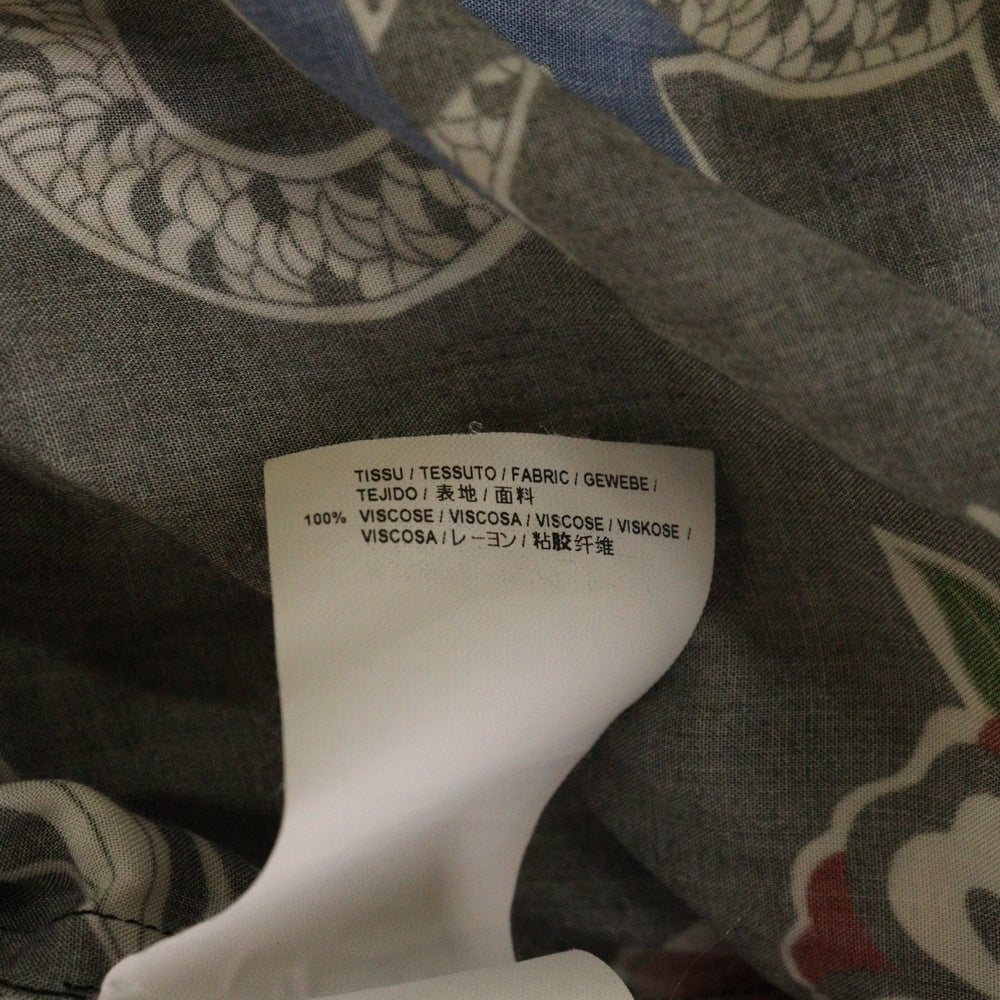 TISSU / TESSUTO / FABRIC / GEWEBE /
TEJIDO / 表地 / 面料
100% VISCOSE / VISCOSA / VISCOSE / VISKOSE /
VISCOSA / レーヨン / 粘胶纤维